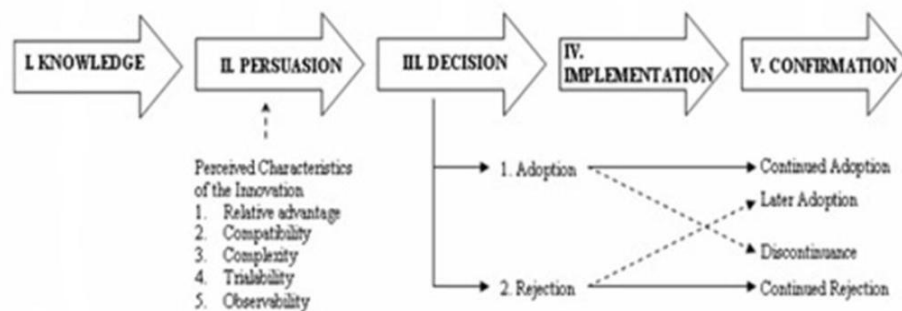 I. KNOWLEDGE
II. PERSUASION
III. DECISION
IV.
IMPLEMENTATION
V. CONFIRMATION
Perceived Characteristics
of the Innovation
1. Relative advantage
2. Compatibility
3. Complexity
4. Trialability
5. Observability
1. Adoption
2. Rejection
Continued Adoption
Later Adoption
Discontinuance
Continued Rejection